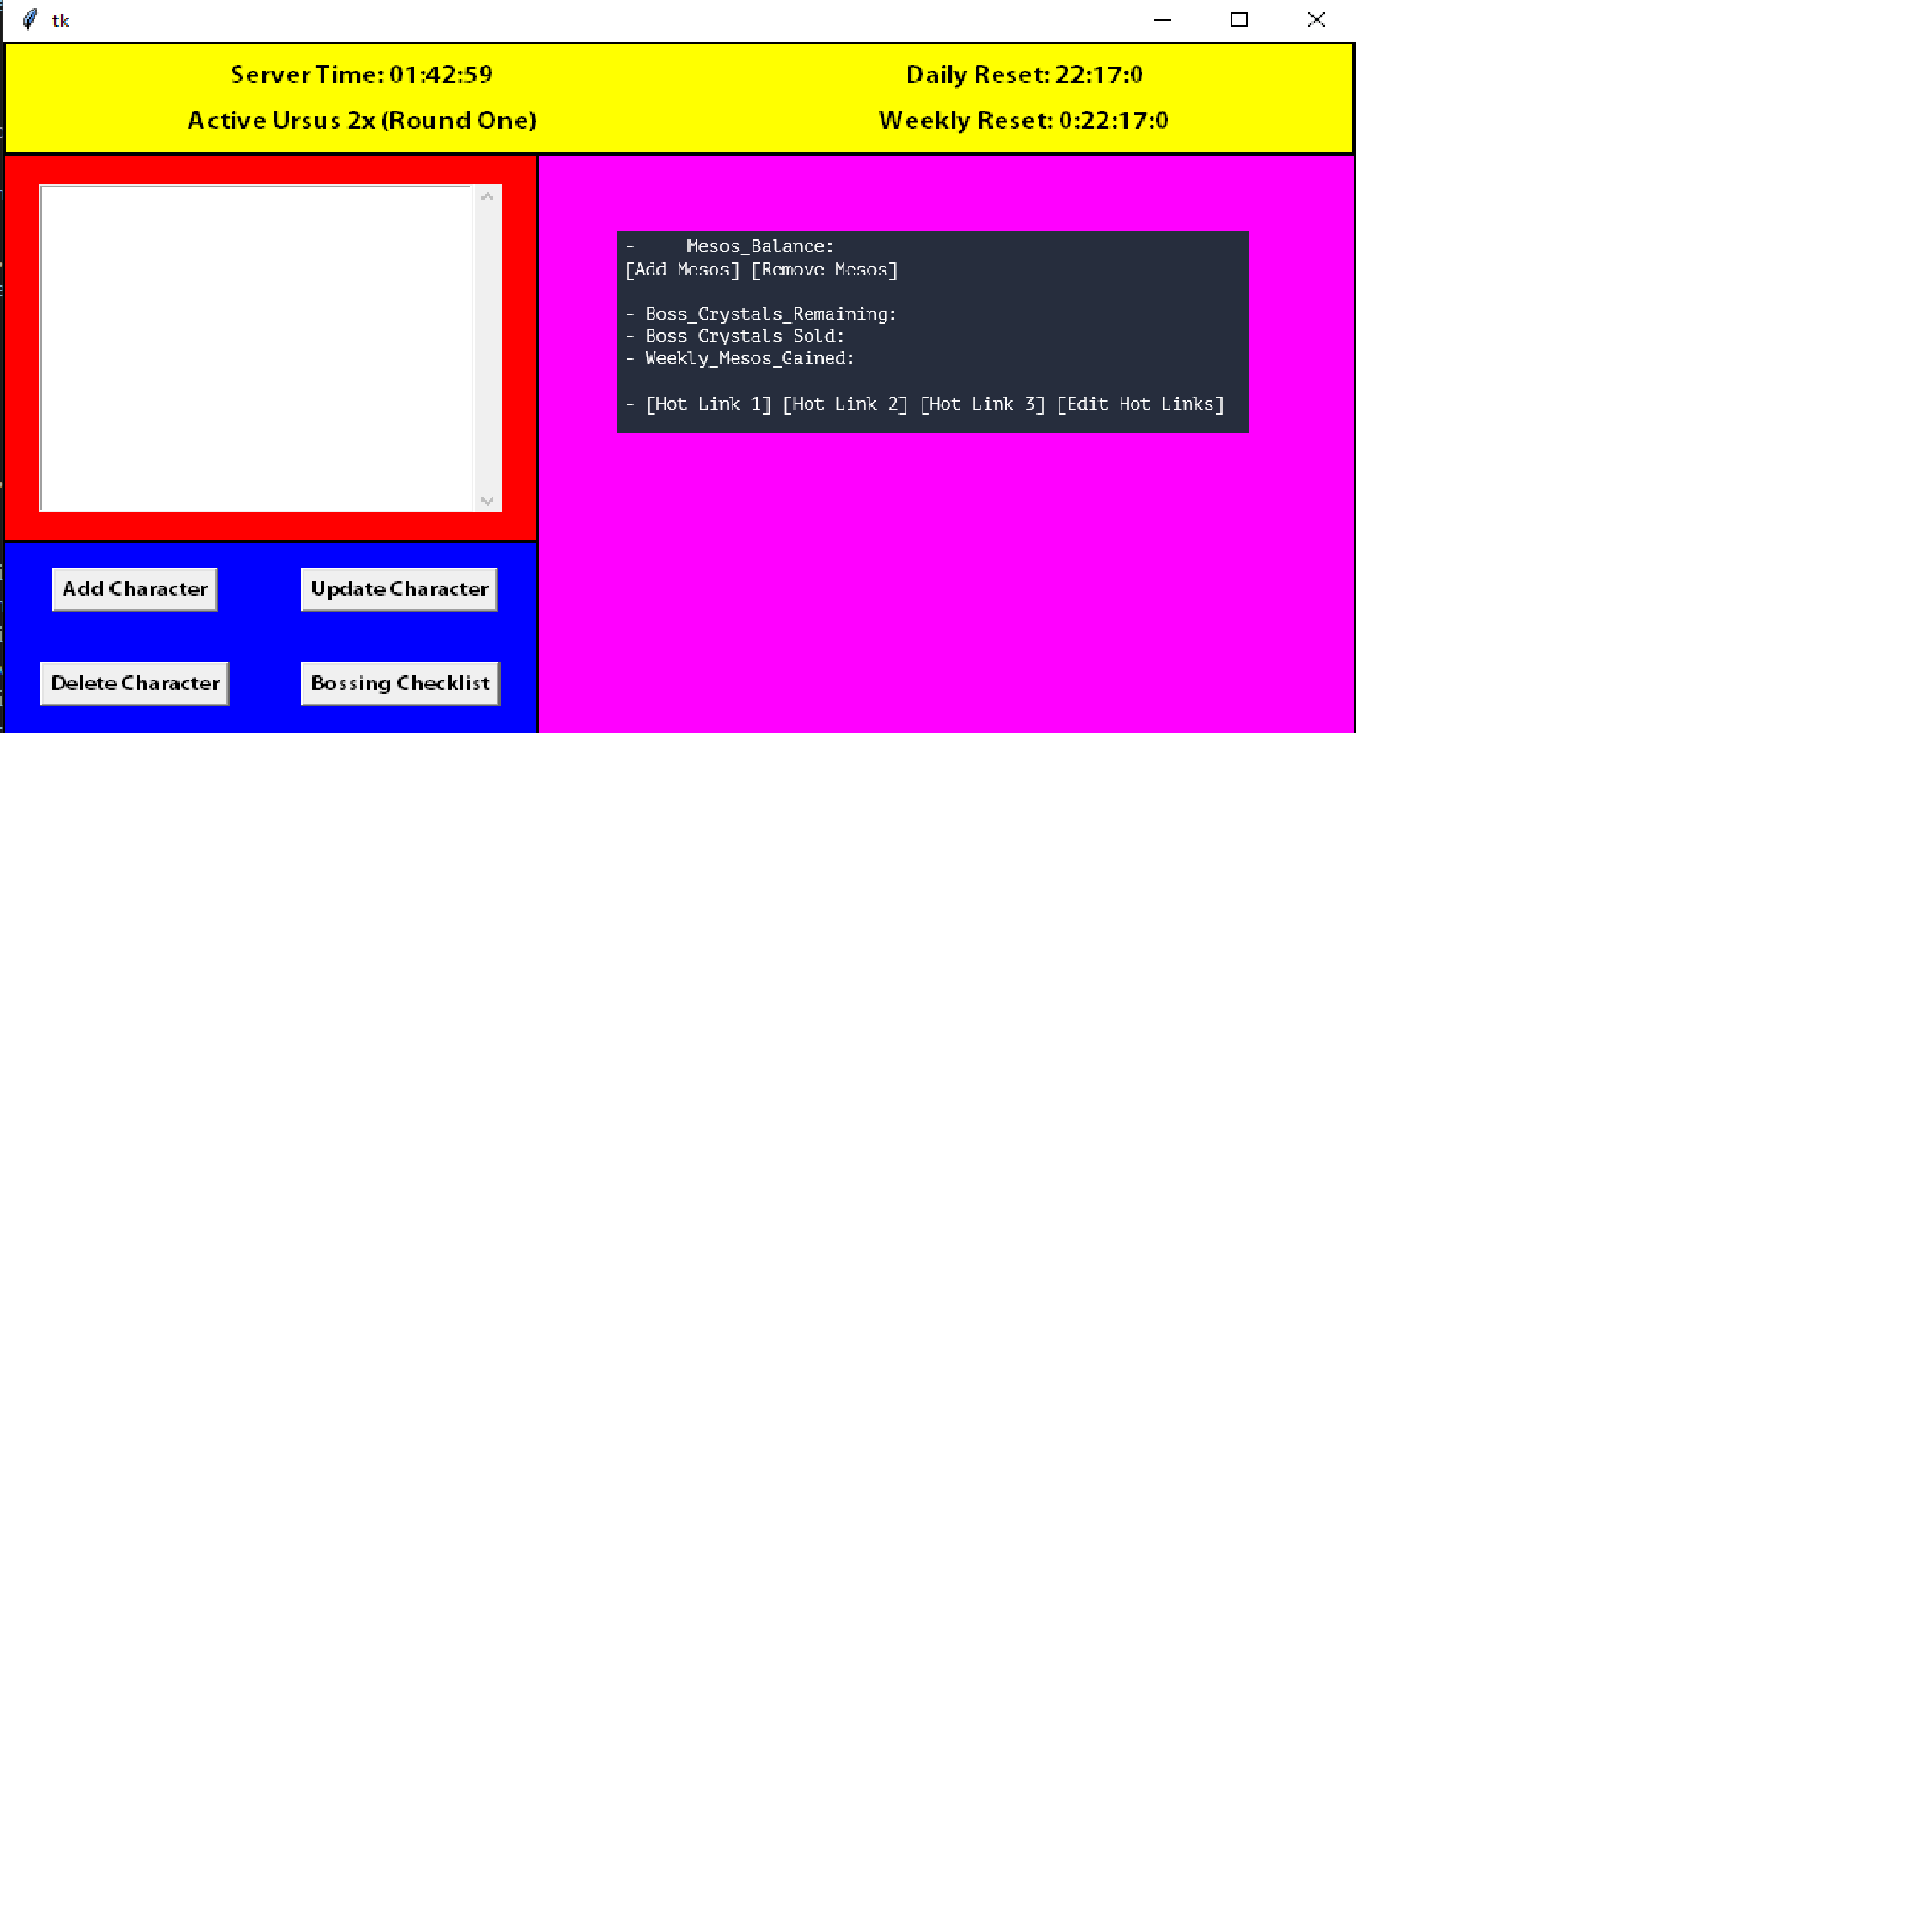 tk
Server Time: 01:42:59
Daily Reset: 22:17:0
Active Ursus 2x (Round One)
Weekly Reset: 0:22:17:0
- Mesos_Balance:
[Add Mesos] [Remove Mesos]
- Boss_Crystals_Remaining:
- Boss_Crystals_Sold:
- Weekly_Mesos_Gained:
- [Hot Link 1] [Hot Link 2] [Hot Link 3] [Edit Hot Links]
Add Character
Update Character
Delete Character
Bossing Checklist